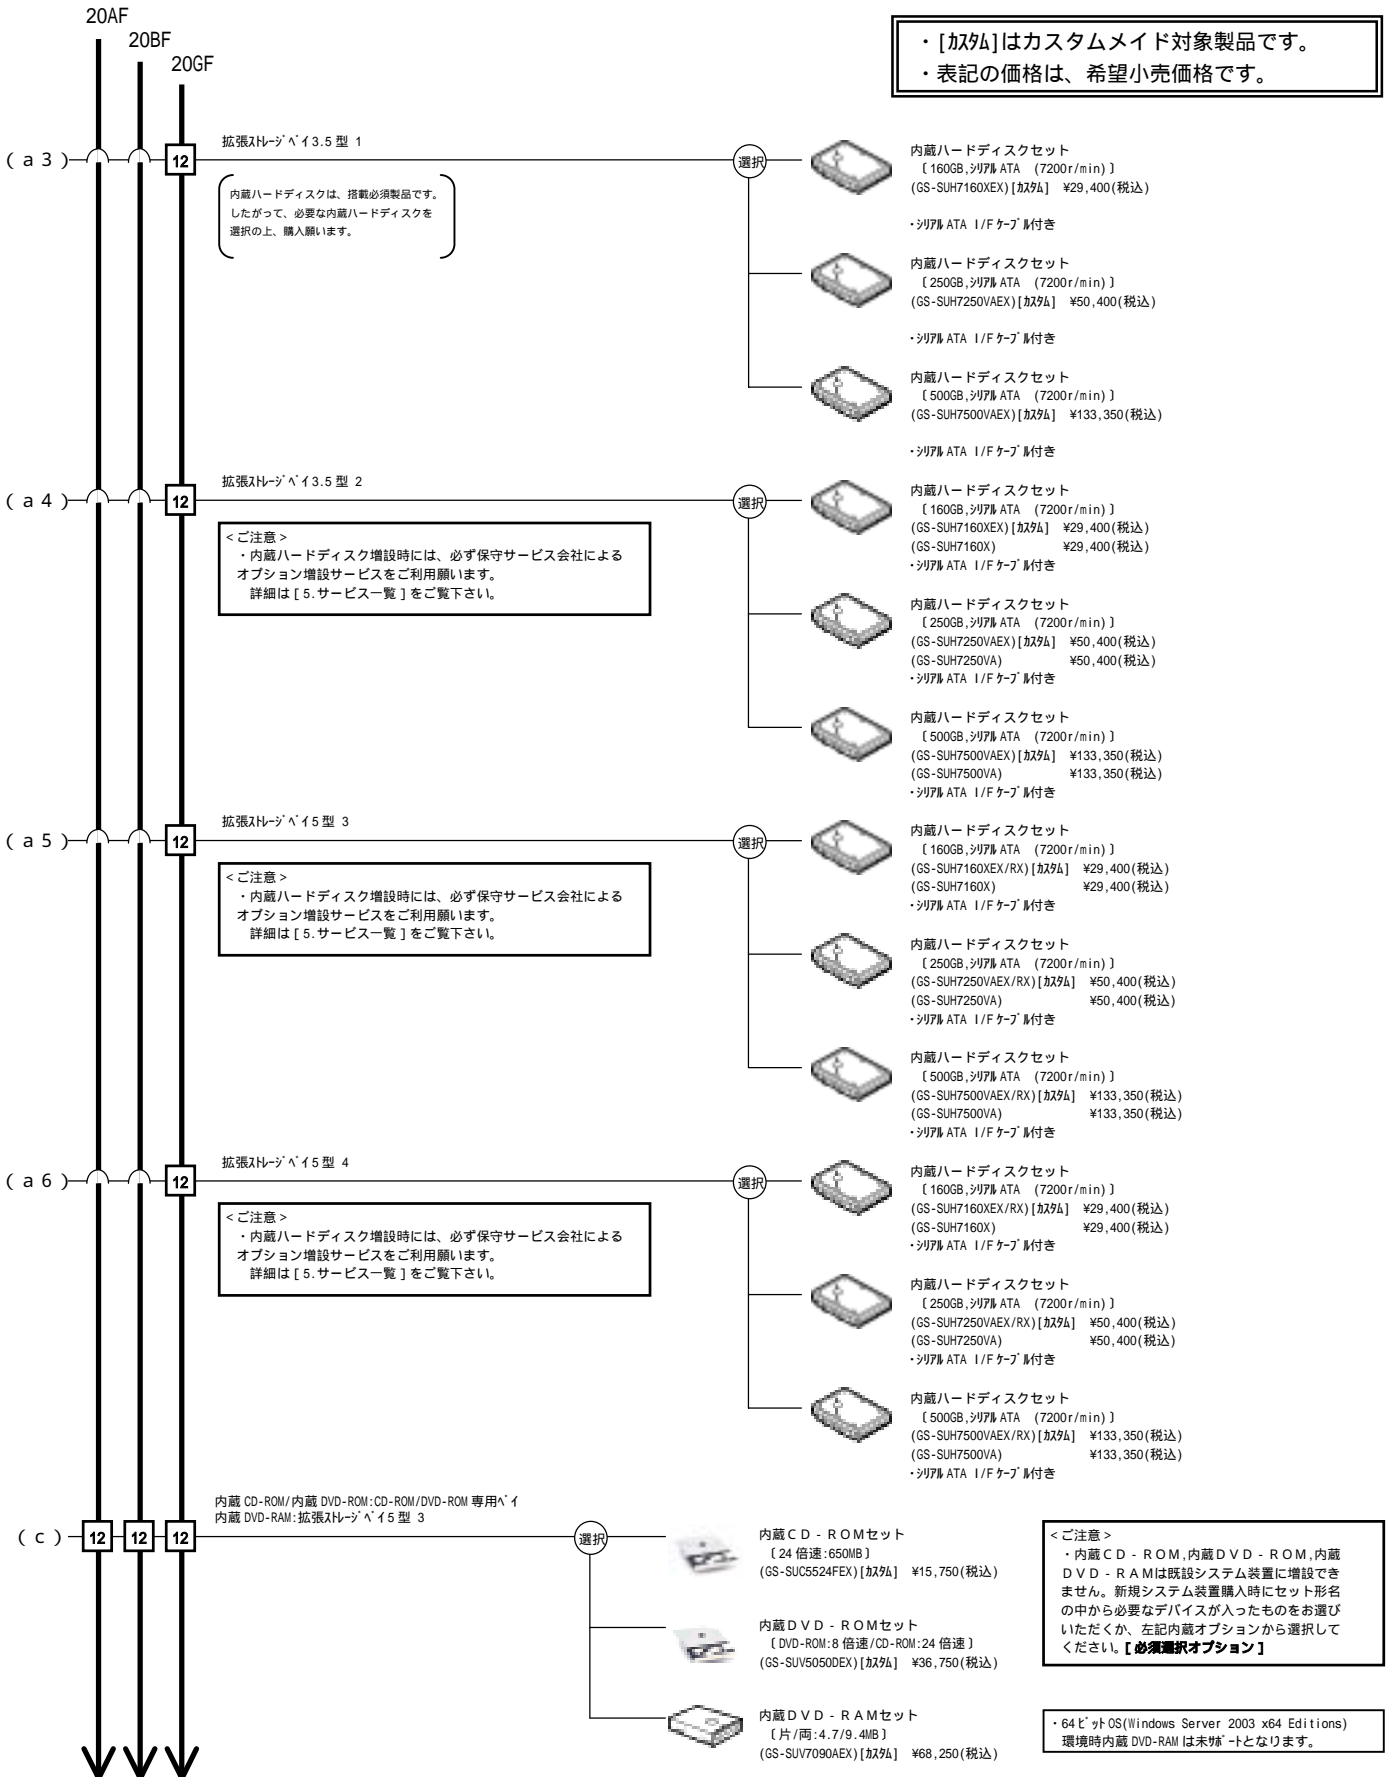 20AF
20BF
20GF
・[カスタム]はカスタムメイド対象製品です。
・表記の価格は、希望小売価格です。
(a3)
12
拡張ストレージベイ3.5型 1
内蔵ハードディスクは、搭載必須製品です。
したがって、必要な内蔵ハードディスクを
選択の上、購入願います。
選択
内蔵ハードディスクセット
〔160GB,シリアルATA (7200r/min)〕
(GS-SUH7160XEX)[カスタム] ¥29,400(税込)
・シリアルATA I/Fケーブル付き
内蔵ハードディスクセット
〔250GB,シリアルATA (7200r/min)〕
(GS-SUH7250VAEX)[カスタム] ¥50,400(税込)
・シリアルATA I/Fケーブル付き
内蔵ハードディスクセット
〔500GB,シリアルATA (7200r/min)〕
(GS-SUH7500VAEX)[カスタム] ¥133,350(税込)
・シリアルATA I/Fケーブル付き
(a4)
12
拡張ストレージベイ3.5型 2
<ご注意>
・内蔵ハードディスク増設時には、必ず保守サービス会社による
オプション増設サービスをご利用願います。
詳細は[5.サービス一覧]をご覧下さい。
選択
内蔵ハードディスクセット
〔160GB,シリアルATA (7200r/min)〕
(GS-SUH7160XEX)[カスタム] ¥29,400(税込)
(GS-SUH7160X) ¥29,400(税込)
・シリアルATA I/Fケーブル付き
内蔵ハードディスクセット
〔250GB,シリアルATA (7200r/min)〕
(GS-SUH7250VAEX)[カスタム] ¥50,400(税込)
(GS-SUH7250VA) ¥50,400(税込)
・シリアルATA I/Fケーブル付き
内蔵ハードディスクセット
〔500GB,シリアルATA (7200r/min)〕
(GS-SUH7500VAEX)[カスタム] ¥133,350(税込)
(GS-SUH7500VA) ¥133,350(税込)
・シリアルATA I/Fケーブル付き
(a5)
12
拡張ストレージベイ5型 3
<ご注意>
・内蔵ハードディスク増設時には、必ず保守サービス会社による
オプション増設サービスをご利用願います。
詳細は[5.サービス一覧]をご覧下さい。
選択
内蔵ハードディスクセット
〔160GB,シリアルATA (7200r/min)〕
(GS-SUH7160XEX/RX)[カスタム] ¥29,400(税込)
(GS-SUH7160X) ¥29,400(税込)
・シリアルATA I/Fケーブル付き
内蔵ハードディスクセット
〔250GB,シリアルATA (7200r/min)〕
(GS-SUH7250VAEX/RX)[カスタム] ¥50,400(税込)
(GS-SUH7250VA) ¥50,400(税込)
・シリアルATA I/Fケーブル付き
内蔵ハードディスクセット
〔500GB,シリアルATA (7200r/min)〕
(GS-SUH7500VAEX/RX)[カスタム] ¥133,350(税込)
(GS-SUH7500VA) ¥133,350(税込)
・シリアルATA I/Fケーブル付き
(a6)
12
拡張ストレージベイ5型 4
<ご注意>
・内蔵ハードディスク増設時には、必ず保守サービス会社による
オプション増設サービスをご利用願います。
詳細は[5.サービス一覧]をご覧下さい。
選択
内蔵ハードディスクセット
〔160GB,シリアルATA (7200r/min)〕
(GS-SUH7160XEX/RX)[カスタム] ¥29,400(税込)
(GS-SUH7160X) ¥29,400(税込)
・シリアルATA I/Fケーブル付き
内蔵ハードディスクセット
〔250GB,シリアルATA (7200r/min)〕
(GS-SUH7250VAEX/RX)[カスタム] ¥50,400(税込)
(GS-SUH7250VA) ¥50,400(税込)
・シリアルATA I/Fケーブル付き
内蔵ハードディスクセット
〔500GB,シリアルATA (7200r/min)〕
(GS-SUH7500VAEX/RX)[カスタム] ¥133,350(税込)
(GS-SUH7500VA) ¥133,350(税込)
・シリアルATA I/Fケーブル付き
(c)
12 12 12
内蔵CD-ROM/内蔵DVD-ROM:CD-ROM/DVD-ROM専用ベイ
内蔵DVD-RAM:拡張ストレージベイ5型 3
選択
内蔵CD-ROMセット
〔24倍速:650MB〕
(GS-SUC5524FEX)[カスタム] ¥15,750(税込)
内蔵DVD-ROMセット
〔DVD-ROM:8倍速/CD-ROM:24倍速〕
(GS-SUV5050DEX)[カスタム] ¥36,750(税込)
内蔵DVD-RAMセット
〔片/両:4.7/9.4MB〕
(GS-SUV7090AEX)[カスタム] ¥68,250(税込)
<ご注意>
・内蔵CD-ROM,内蔵DVD-ROM,内蔵
DVD-RAMは既設システム装置に増設でき
ません。新規システム装置購入時にセット形名
の中から必要なデバイスが入ったものをお選び
いただくか、左記内蔵オプションから選択して
ください。[必須選択オプション]
・64ビットOS(Windows Server 2003 x64 Editions)
環境時内蔵DVD-RAMは未サポートとなります。